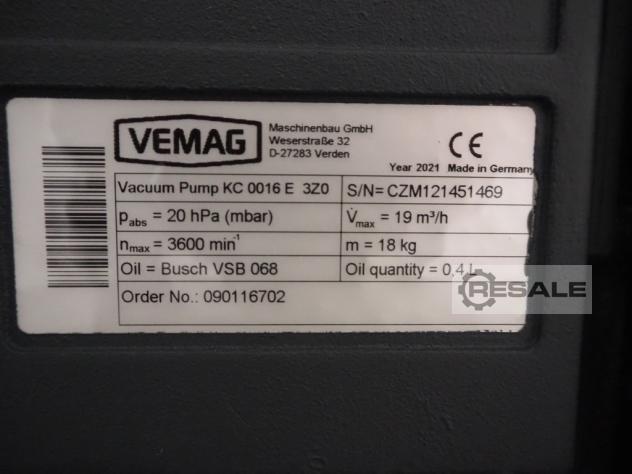 VEMAG
Maschinenbau GmbH
Weserstraße 32
D-27283 Verden
CE
Year 2021 Made in Germany
Vacuum Pump KC 0016 E 3Z0
S/N= CZM121451469
pabs = 20 hPa (mbar)
V̇max = 19 m³/h
nmax = 3600 min⁻¹
m = 18 kg
Oil = Busch VSB 068
Oil quantity = 0,4 L
Order No.: 090116702
RESALE